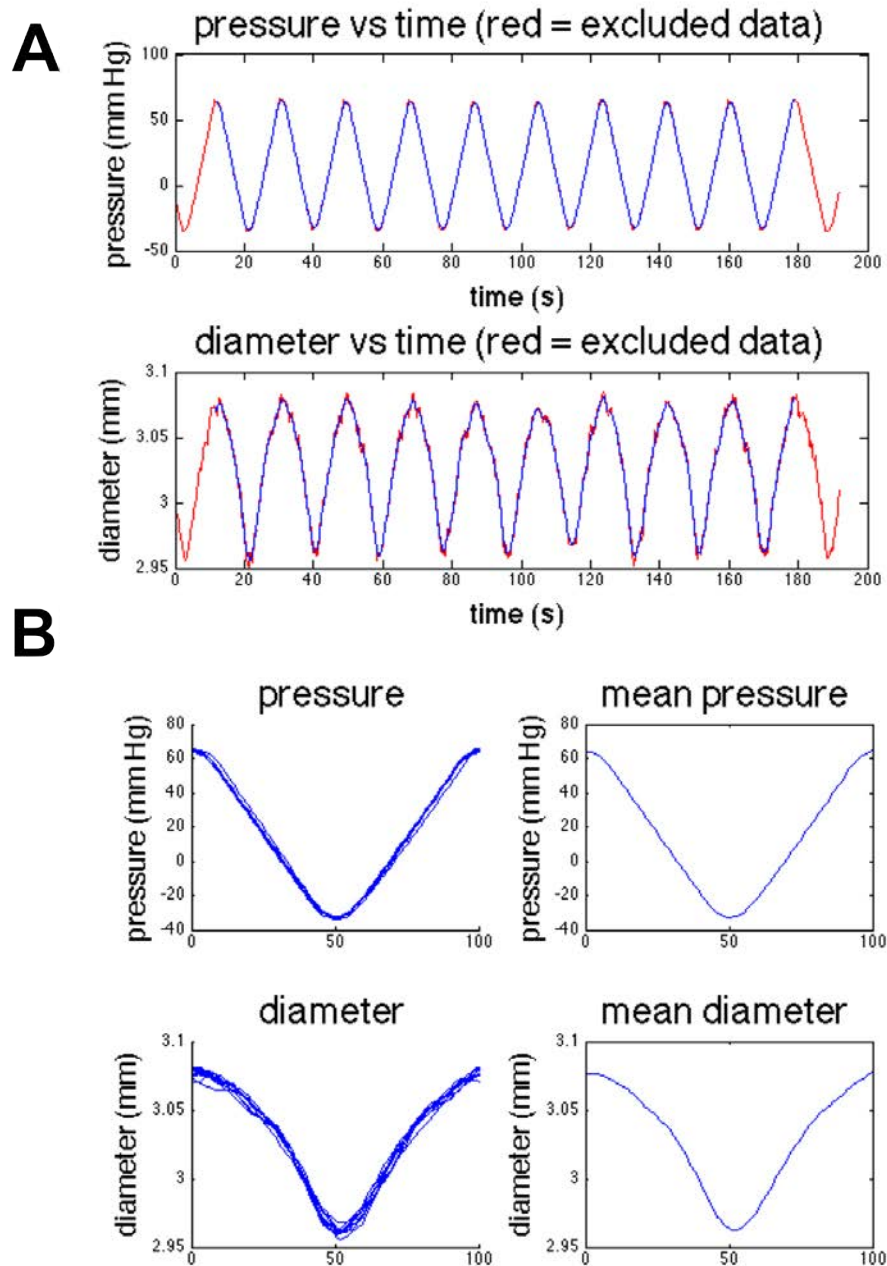 A
pressure vs time (red = excluded data)
pressure (mm Hg)
100
50
0
-50
0 20 40 60 80 100 120 140 160 180 200
time (s)
diameter vs time (red = excluded data)
diameter (mm)
3.1
3.05
3
2.95
0 20 40 60 80 100 120 140 160 180 200
time (s)
B
pressure
pressure (mm Hg)
80
60
40
20
0
-20
-40
0 50 100
mean pressure
pressure (mm Hg)
80
60
40
20
0
-20
-40
0 50 100
diameter
diameter (mm)
3.1
3.05
3
2.95
0 50 100
mean diameter
diameter (mm)
3.1
3.05
3
2.95
0 50 100